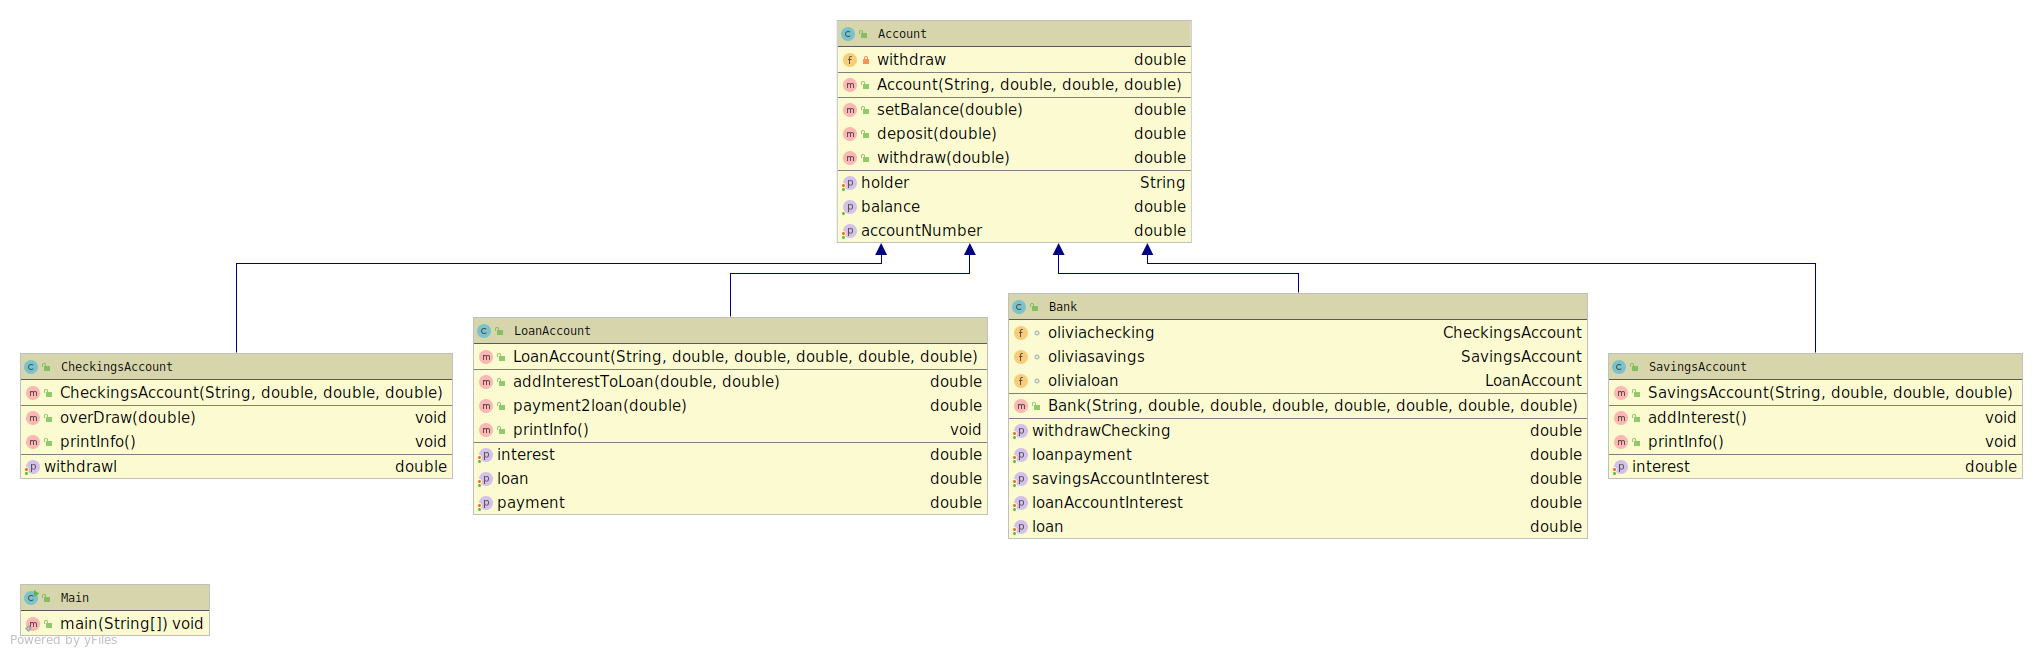 Account
withdraw double
Account(String, double, double, double)
setBalance(double) double
deposit(double) double
withdraw(double) double
holder String
balance double
accountNumber double
CheckingsAccount
CheckingsAccount(String, double, double, double)
overDraw(double) void
printInfo() void
withdrawl double
LoanAccount
LoanAccount(String, double, double, double, double, double)
addInterestToLoan(double, double) double
payment2loan(double) double
printInfo() void
interest double
loan double
payment double
Bank
oliviachecking CheckingsAccount
oliviasavings SavingsAccount
olivialoan LoanAccount
Bank(String, double, double, double, double, double, double, double)
withdrawChecking double
loanpayment double
savingsAccountInterest double
loanAccountInterest double
loan double
SavingsAccount
SavingsAccount(String, double, double, double)
addInterest() void
printInfo() void
interest double
Main
main(String[]) void
Powered by yFiles